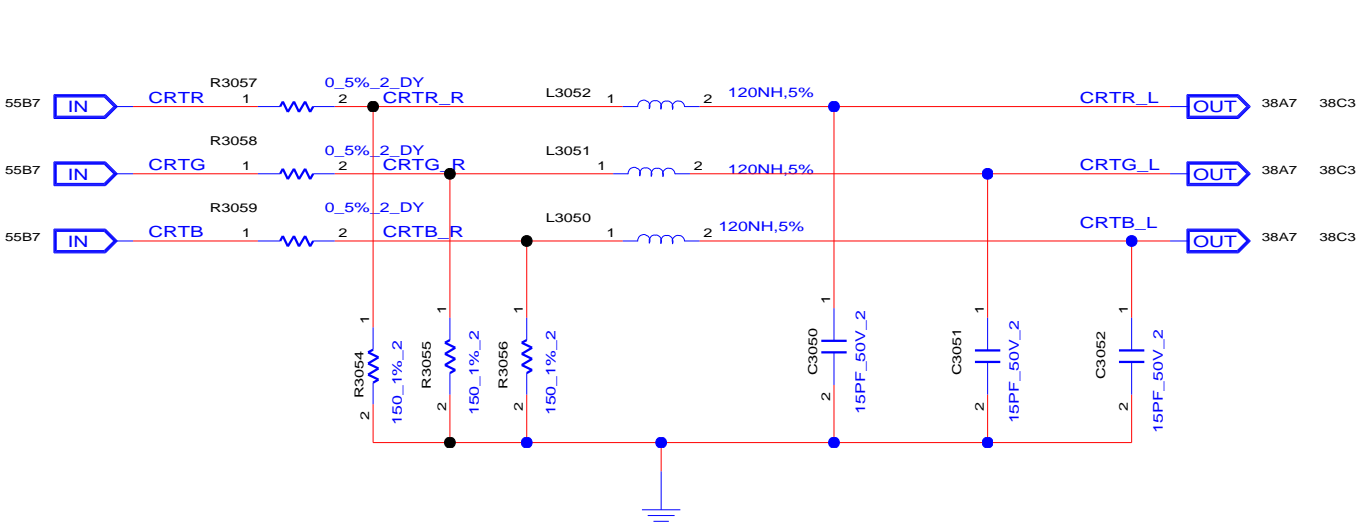 R3057 0_5%_2_DY L3052 120NH,5%
55B7 IN CRTR 1 2 CRTR_R 1 2 CRTR_L OUT 38A7 38C3
R3058 0_5%_2_DY L3051
55B7 IN CRTG 1 2 CRTG_R 1 2 120NH,5% CRTG_L OUT 38A7 38C3
R3059 0_5%_2_DY L3050 120NH,5% CRTB_L
55B7 IN CRTB 1 2 CRTB_R 1 2 OUT 38A7 38C3
1 R3054 150_1%_2 2
1 R3055 150_1%_2 2
1 R3056 150_1%_2 2
1 C3050 15PF_50V_2 2
1 C3051 15PF_50V_2 2
1 C3052 15PF_50V_2 2